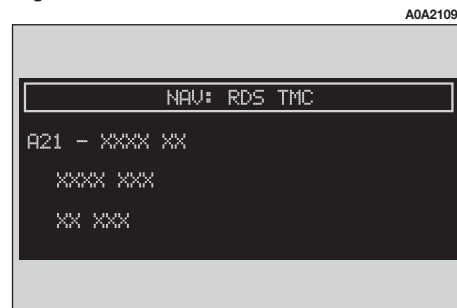 A0A2109
NAV: RDS TMC
A21 – XXXX XX
XXXX XXX
XX XXX